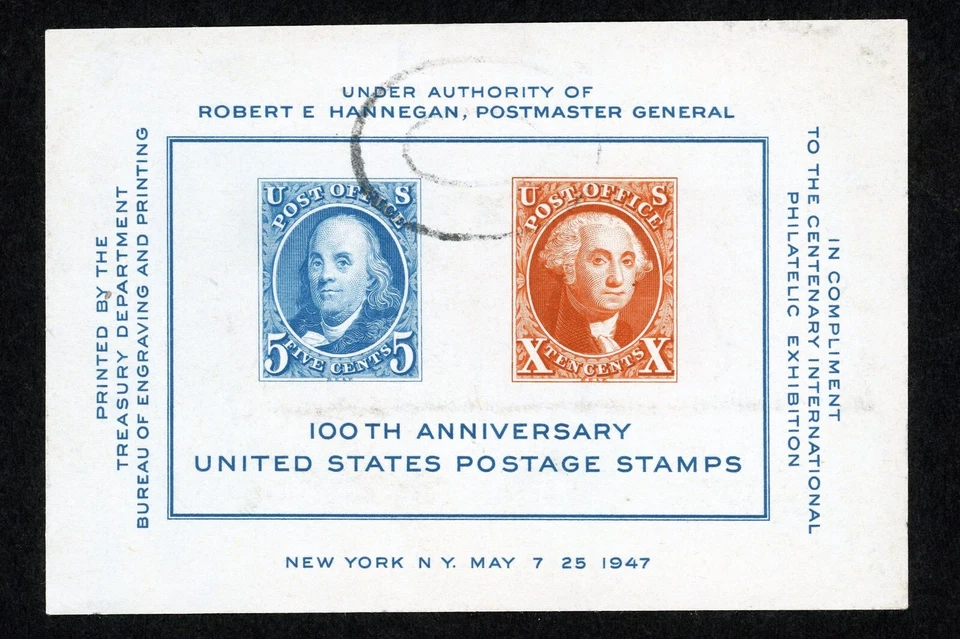 UNDER AUTHORITY OF
ROBERT E HANNEGAN, POSTMASTER GENERAL
PRINTED BY THE
TREASURY DEPARTMENT
BUREAU OF ENGRAVING AND PRINTING
U S
POST OFFICE
5 5
FIVE CENTS
U S
POST OFFICE
X X
TEN CENTS
IN COMPLIMENT
TO THE CENTENARY INTERNATIONAL
PHILATELIC EXHIBITION
100TH ANNIVERSARY
UNITED STATES POSTAGE STAMPS
NEW YORK N Y. MAY 7 25 1947